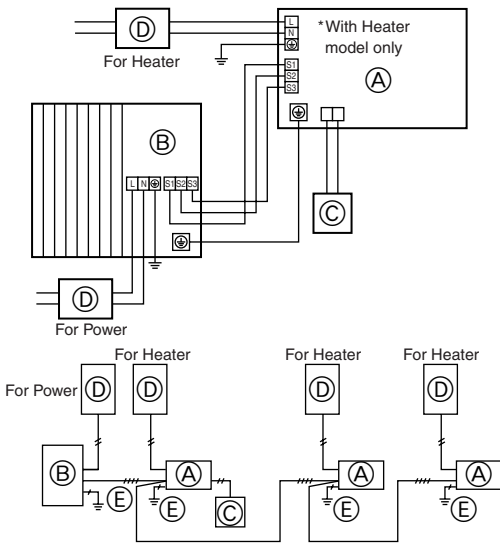 D
For Heater
L
N
S1
S2
S3
*With Heater
model only
A
B
L N S1 S2 S3
C
D
For Power
For Heater
For Heater
For Heater
For Power
D
D
D
D
B
E
A
E
C
A
E
A
E